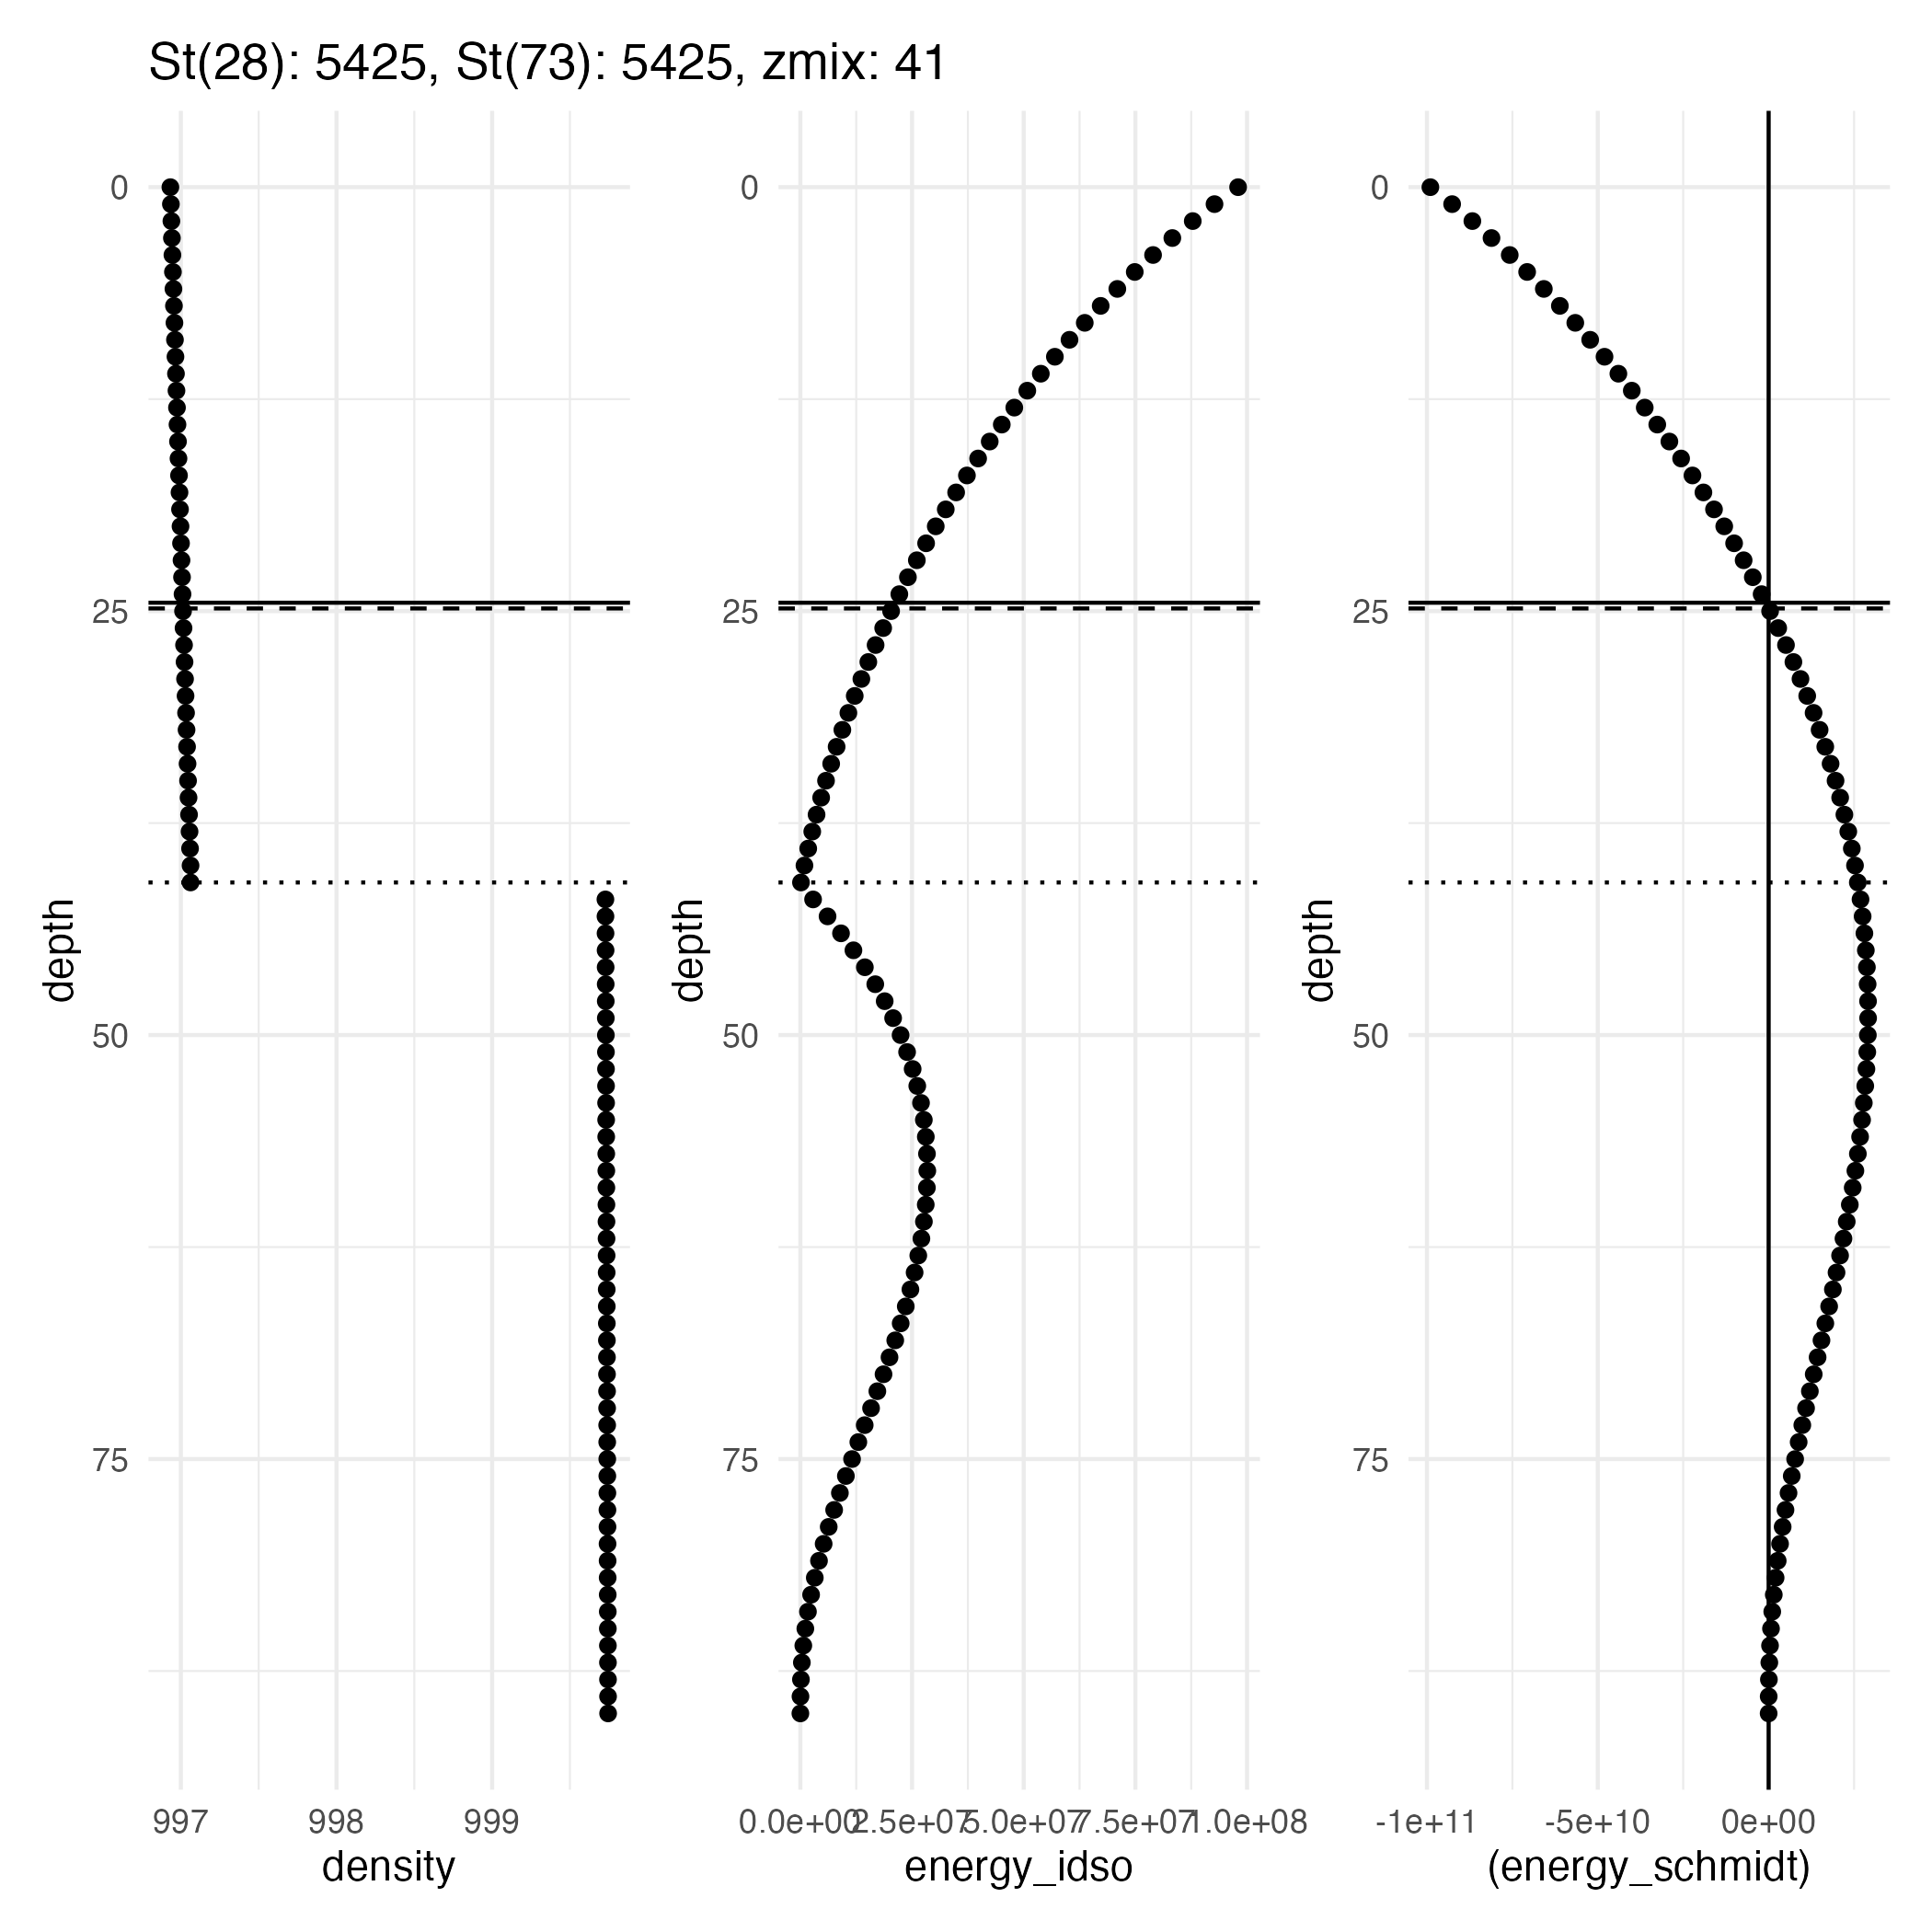 St(28): 5425, St(73): 5425, zmix: 41
0
25
50
75
depth
997 998 999
density
0
25
50
75
depth
0.0e+00 2.5e+07 5.0e+07 7.5e+07 1.0e+08
energy_idso
0
25
50
75
depth
-1e+11 -5e+10 0e+00
(energy_schmidt)